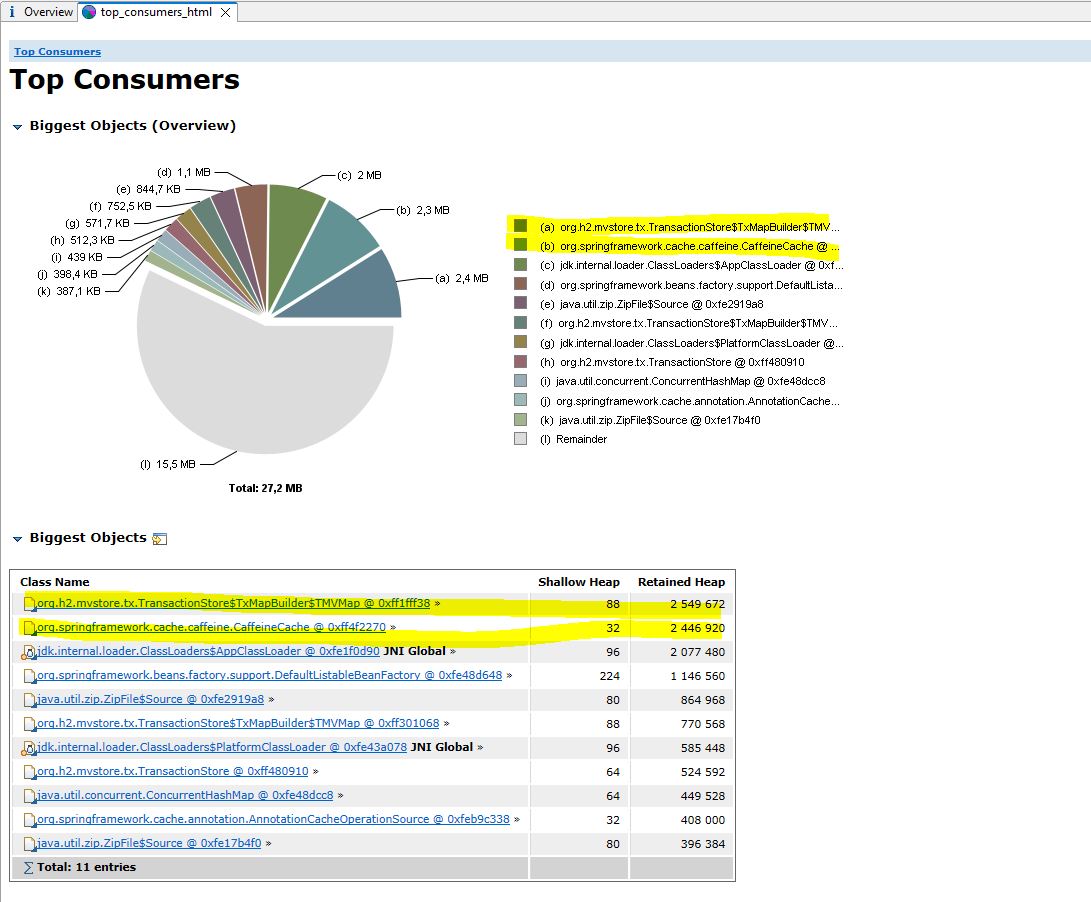 Overview
top_consumers_html
Top Consumers
Top Consumers
Biggest Objects (Overview)
(d) 1,1 MB
(c) 2 MB
(e) 844,7 KB
(f) 752,5 KB
(b) 2,3 MB
(g) 571,7 KB
(h) 512,3 KB
(i) 439 KB
(j) 398,4 KB
(a) 2,4 MB
(k) 387,1 KB
(l) 15,5 MB
Total: 27,2 MB
(a) org.h2.mvstore.tx.TransactionStore$TxMapBuilder$TMV...
(b) org.springframework.cache.caffeine.CaffeineCache @ ...
(c) jdk.internal.loader.ClassLoaders$AppClassLoader @ 0xf...
(d) org.springframework.beans.factory.support.DefaultLista...
(e) java.util.zip.ZipFile$Source @ 0xfe2919a8
(f) org.h2.mvstore.tx.TransactionStore$TxMapBuilder$TMV...
(g) jdk.internal.loader.ClassLoaders$PlatformClassLoader @...
(h) org.h2.mvstore.tx.TransactionStore @ 0xff480910
(i) java.util.concurrent.ConcurrentHashMap @ 0xfe48dcc8
(j) org.springframework.cache.annotation.AnnotationCache...
(k) java.util.zip.ZipFile$Source @ 0xfe17b4f0
(l) Remainder
Biggest Objects
Class Name Shallow Heap Retained Heap
org.h2.mvstore.tx.TransactionStore$TxMapBuilder$TMVMap @ 0xff1fff38 » 88 2 549 672
org.springframework.cache.caffeine.CaffeineCache @ 0xff4f2270 » 32 2 446 920
jdk.internal.loader.ClassLoaders$AppClassLoader @ 0xfe1f0d90 JNI Global » 96 2 077 480
org.springframework.beans.factory.support.DefaultListableBeanFactory @ 0xfe48d648 » 224 1 146 560
java.util.zip.ZipFile$Source @ 0xfe2919a8 » 80 864 968
org.h2.mvstore.tx.TransactionStore$TxMapBuilder$TMVMap @ 0xff301068 » 88 770 568
jdk.internal.loader.ClassLoaders$PlatformClassLoader @ 0xfe43a078 JNI Global » 96 585 448
org.h2.mvstore.tx.TransactionStore @ 0xff480910 » 64 524 592
java.util.concurrent.ConcurrentHashMap @ 0xfe48dcc8 » 64 449 528
org.springframework.cache.annotation.AnnotationCacheOperationSource @ 0xfeb9c338 » 32 408 000
java.util.zip.ZipFile$Source @ 0xfe17b4f0 » 80 396 384
∑ Total: 11 entries